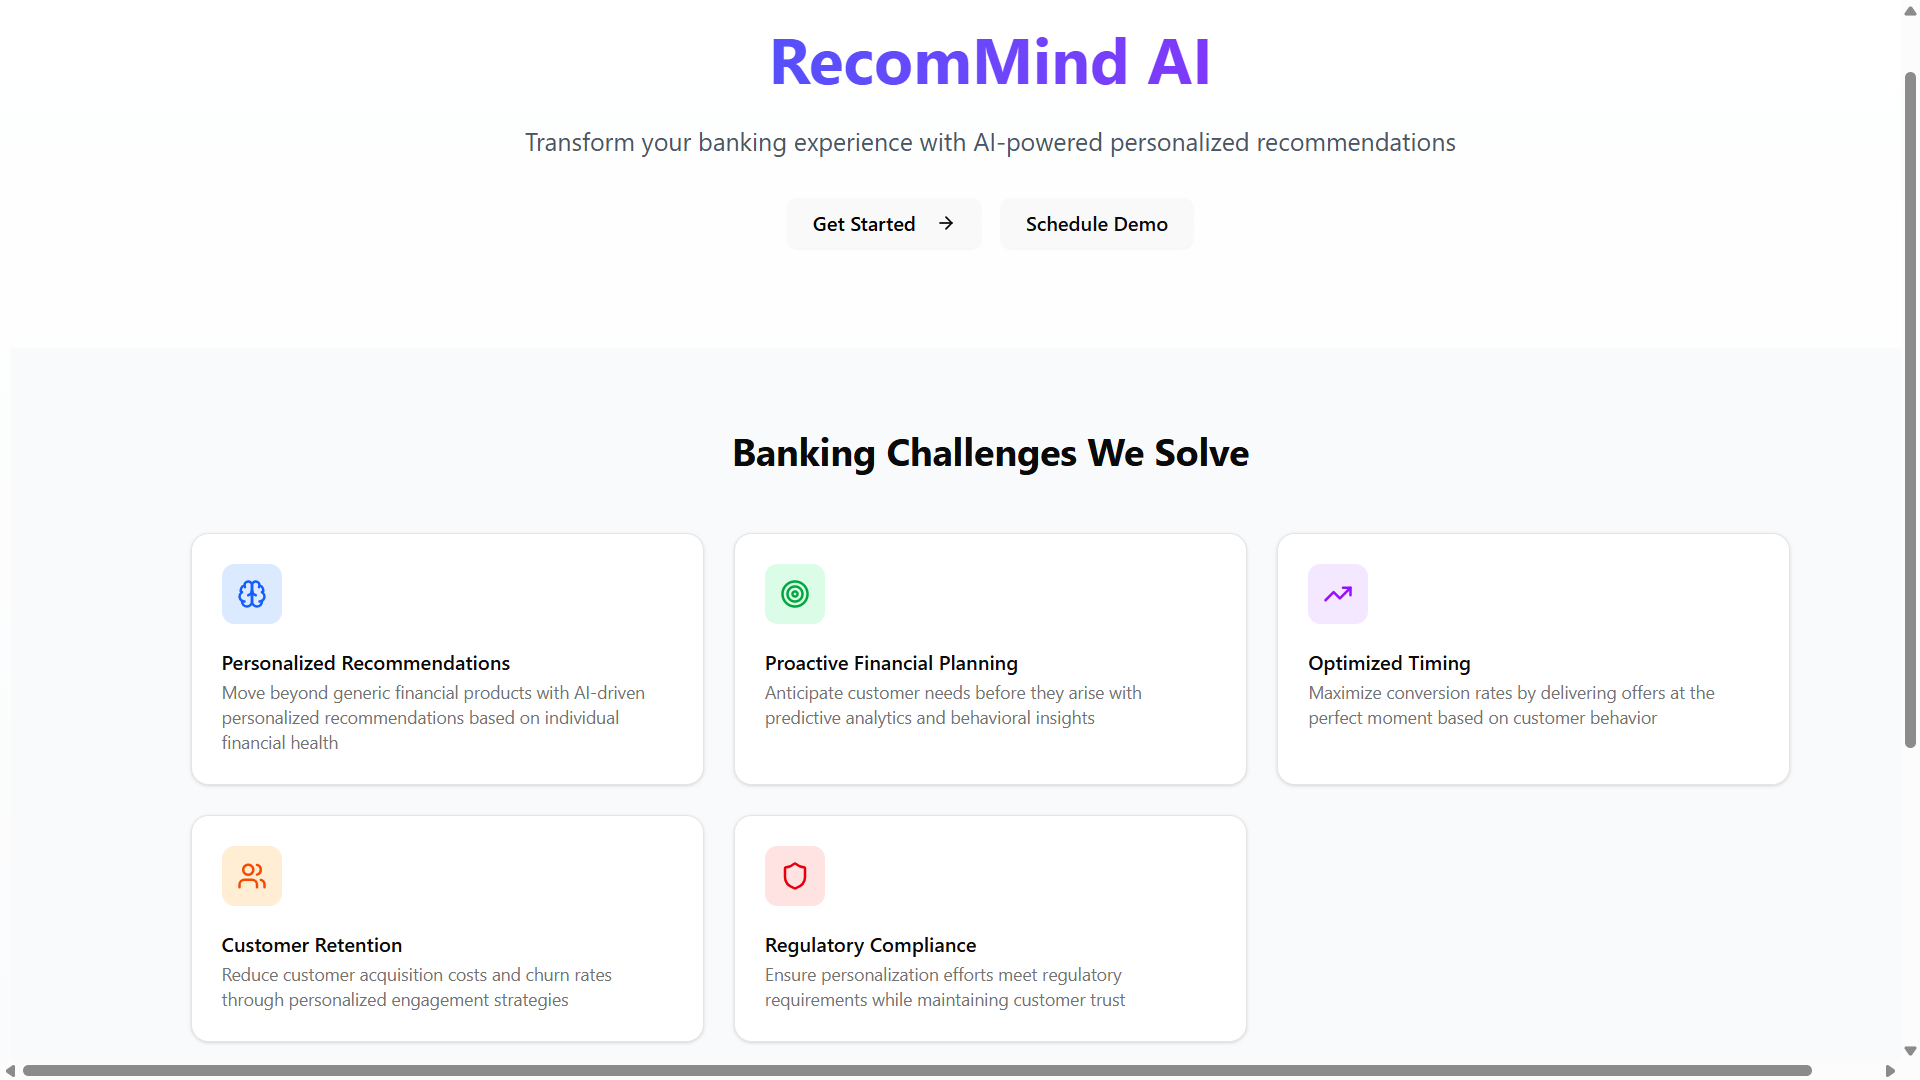 RecomMind AI
Transform your banking experience with AI-powered personalized recommendations
Get Started
Schedule Demo
Banking Challenges We Solve
Personalized Recommendations
Move beyond generic financial products with AI-driven
personalized recommendations based on individual
financial health
Proactive Financial Planning
Anticipate customer needs before they arise with
predictive analytics and behavioral insights
Optimized Timing
Maximize conversion rates by delivering offers at the
perfect moment based on customer behavior
Customer Retention
Reduce customer acquisition costs and churn rates
through personalized engagement strategies
Regulatory Compliance
Ensure personalization efforts meet regulatory
requirements while maintaining customer trust